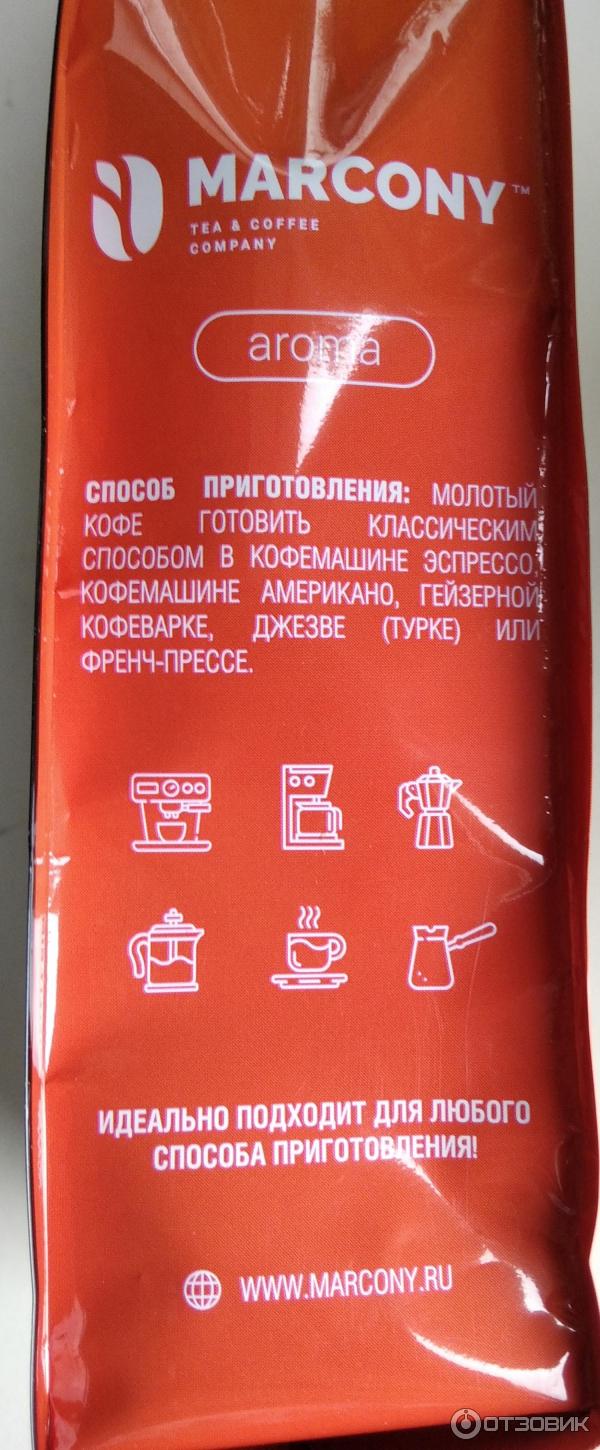 MARCONY™
TEA & COFFEE
COMPANY
aroma
СПОСОБ ПРИГОТОВЛЕНИЯ: МОЛОТЫЙ
КОФЕ ГОТОВИТЬ КЛАССИЧЕСКИМ
СПОСОБОМ В КОФЕМАШИНЕ ЭСПРЕССО,
КОФЕМАШИНЕ АМЕРИКАНО, ГЕЙЗЕРНОЙ
КОФЕВАРКЕ, ДЖЕЗВЕ (ТУРКЕ) ИЛИ
ФРЕНЧ-ПРЕССЕ.
ИДЕАЛЬНО ПОДХОДИТ ДЛЯ ЛЮБОГО
СПОСОБА ПРИГОТОВЛЕНИЯ!
WWW.MARCONY.RU
ОТЗОВИК